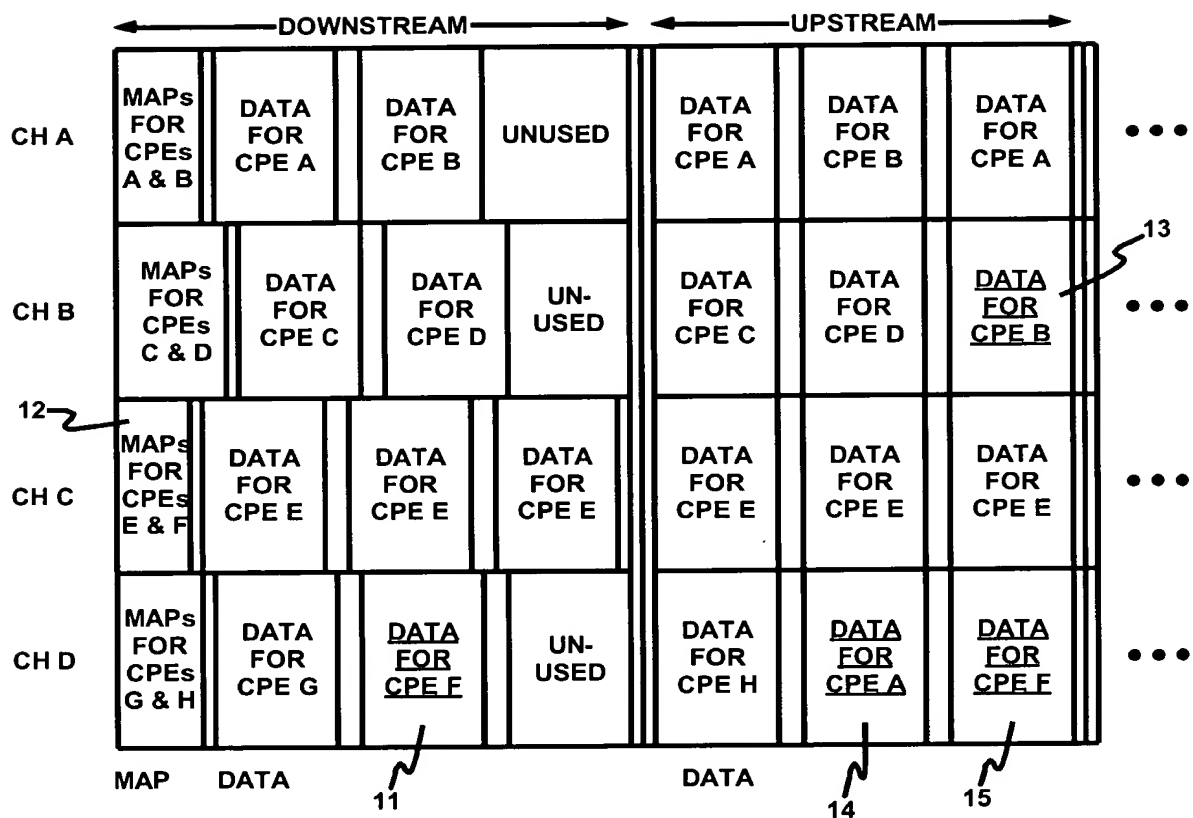 DOWNSTREAM
UPSTREAM
CH A
MAPs
FOR
CPEs
A & B
DATA
FOR
CPE A
DATA
FOR
CPE B
UNUSED
DATA
FOR
CPE A
DATA
FOR
CPE B
DATA
FOR
CPE A
CH B
MAPs
FOR
CPEs
C & D
DATA
FOR
CPE C
DATA
FOR
CPE D
UN-
USED
DATA
FOR
CPE C
DATA
FOR
CPE D
DATA
FOR
CPE B
13
12
CH C
MAPs
FOR
CPEs
E & F
DATA
FOR
CPE E
DATA
FOR
CPE E
DATA
FOR
CPE E
DATA
FOR
CPE E
DATA
FOR
CPE E
DATA
FOR
CPE E
CH D
MAPs
FOR
CPEs
G & H
DATA
FOR
CPE G
DATA
FOR
CPE F
UN-
USED
DATA
FOR
CPE H
DATA
FOR
CPE A
DATA
FOR
CPE F
MAP
DATA
11
DATA
14
15